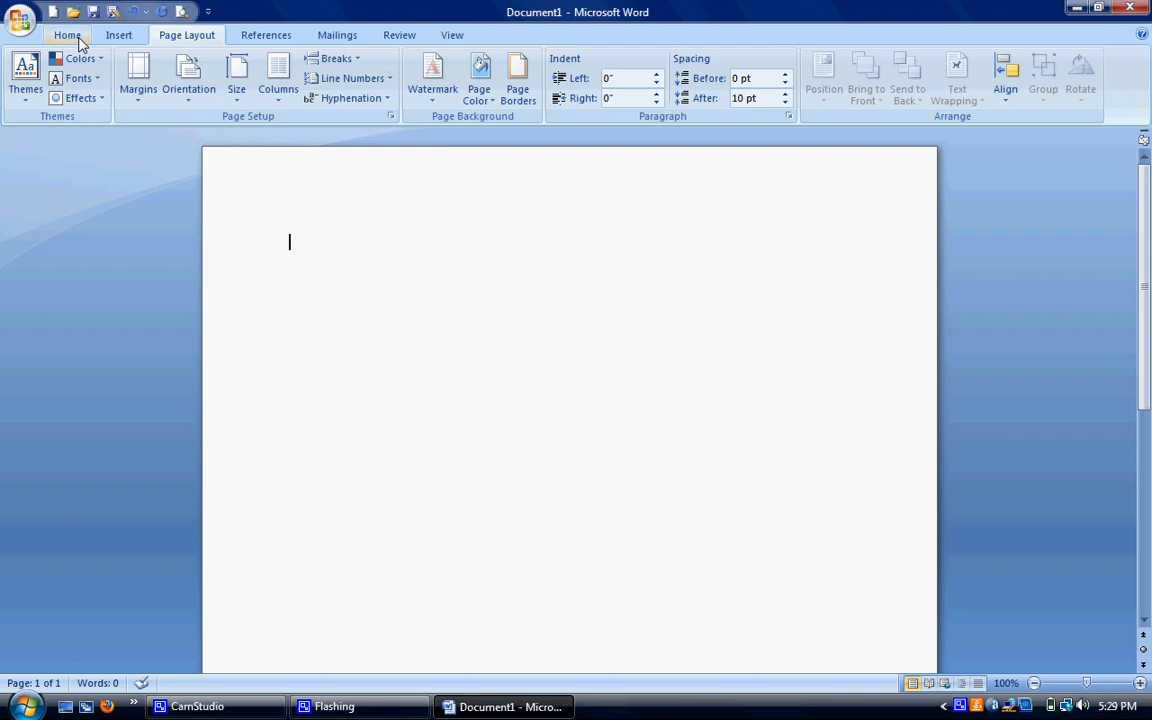 Document1 - Microsoft Word
Home Insert Page Layout References Mailings Review View
Aa Themes
Colors
A Fonts
Effects
Themes
Margins Orientation Size Columns
Breaks
Line Numbers
Hyphenation
Page Setup
Watermark Page Color Page Borders
Page Background
Indent Spacing
Left: 0" Before: 0 pt
Right: 0" After: 10 pt
Paragraph
Position Bring to Front Send to Back Text Wrapping Align Group Rotate
Arrange
Page: 1 of 1 Words: 0 100%
CamStudio Flashing Document1 - Micro... 5:29 PM